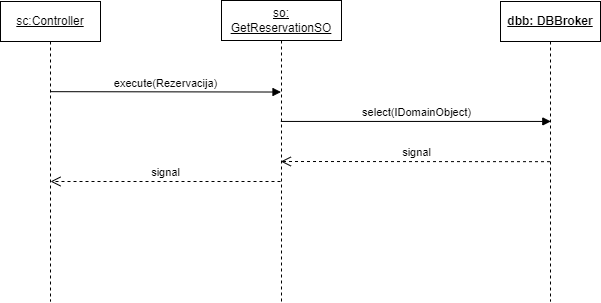 sc:Controller
so:
GetReservationSO
dbb: DBBroker
execute(Rezervacija)
select(IDomainObject)
signal
signal